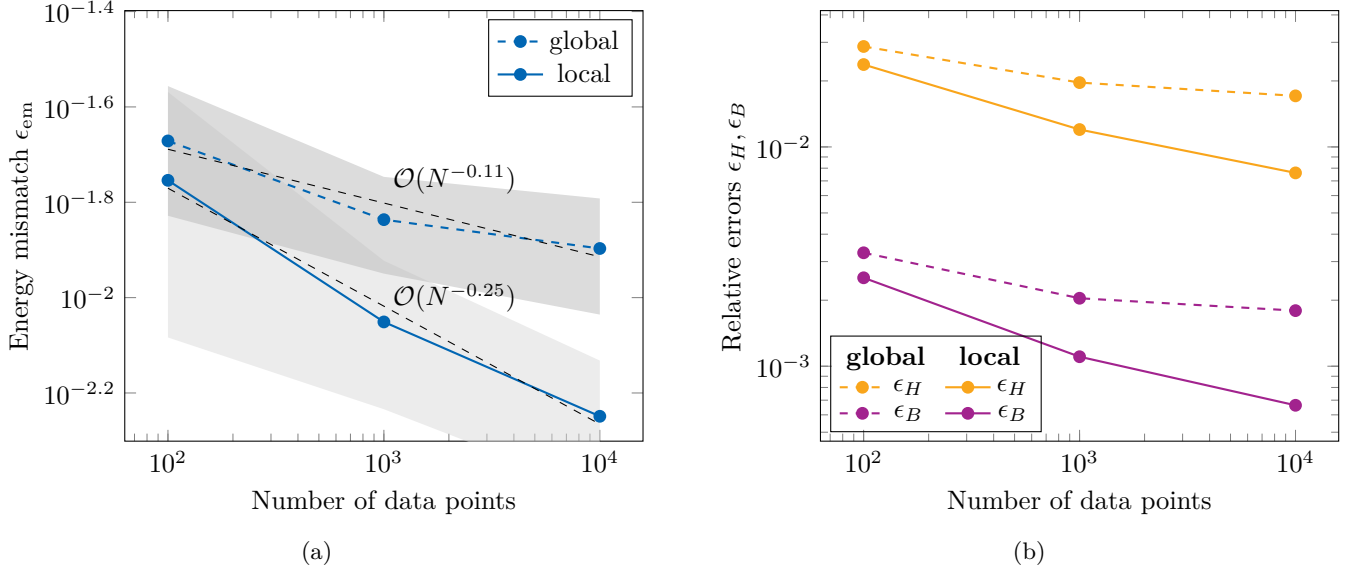 10^{−1.4}
10^{−1.6}
10^{−1.8}
10^{−2}
10^{−2.2}
Energy mismatch ϵ_em
global
local
𝒪(N^{−0.11})
𝒪(N^{−0.25})
10^2 10^3 10^4
Number of data points
(a)
10^{−2}
10^{−3}
Relative errors ϵ_H, ϵ_B
global local
ϵ_H ϵ_H
ϵ_B ϵ_B
10^2 10^3 10^4
Number of data points
(b)